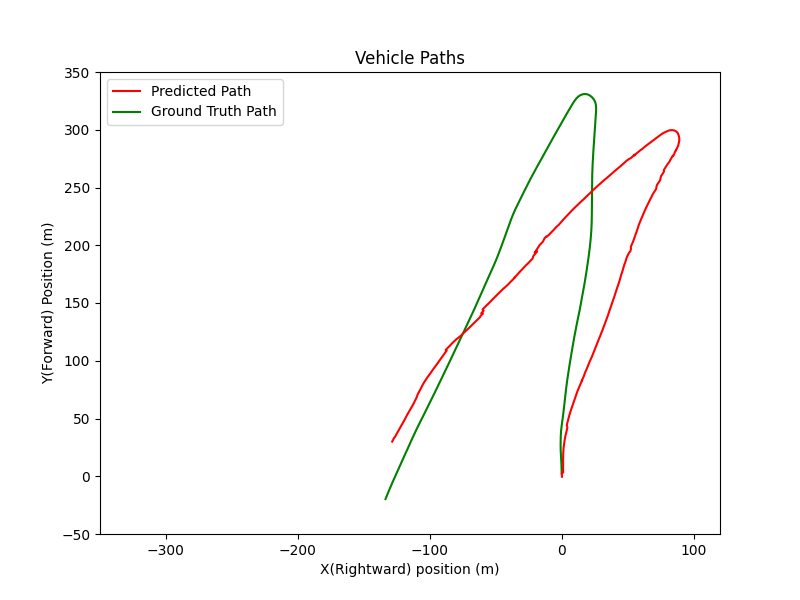 Vehicle Paths
Predicted Path
Ground Truth Path
350
300
250
200
150
100
50
0
−50
Y(Forward) Position (m)
−300
−200
−100
0
100
X(Rightward) position (m)